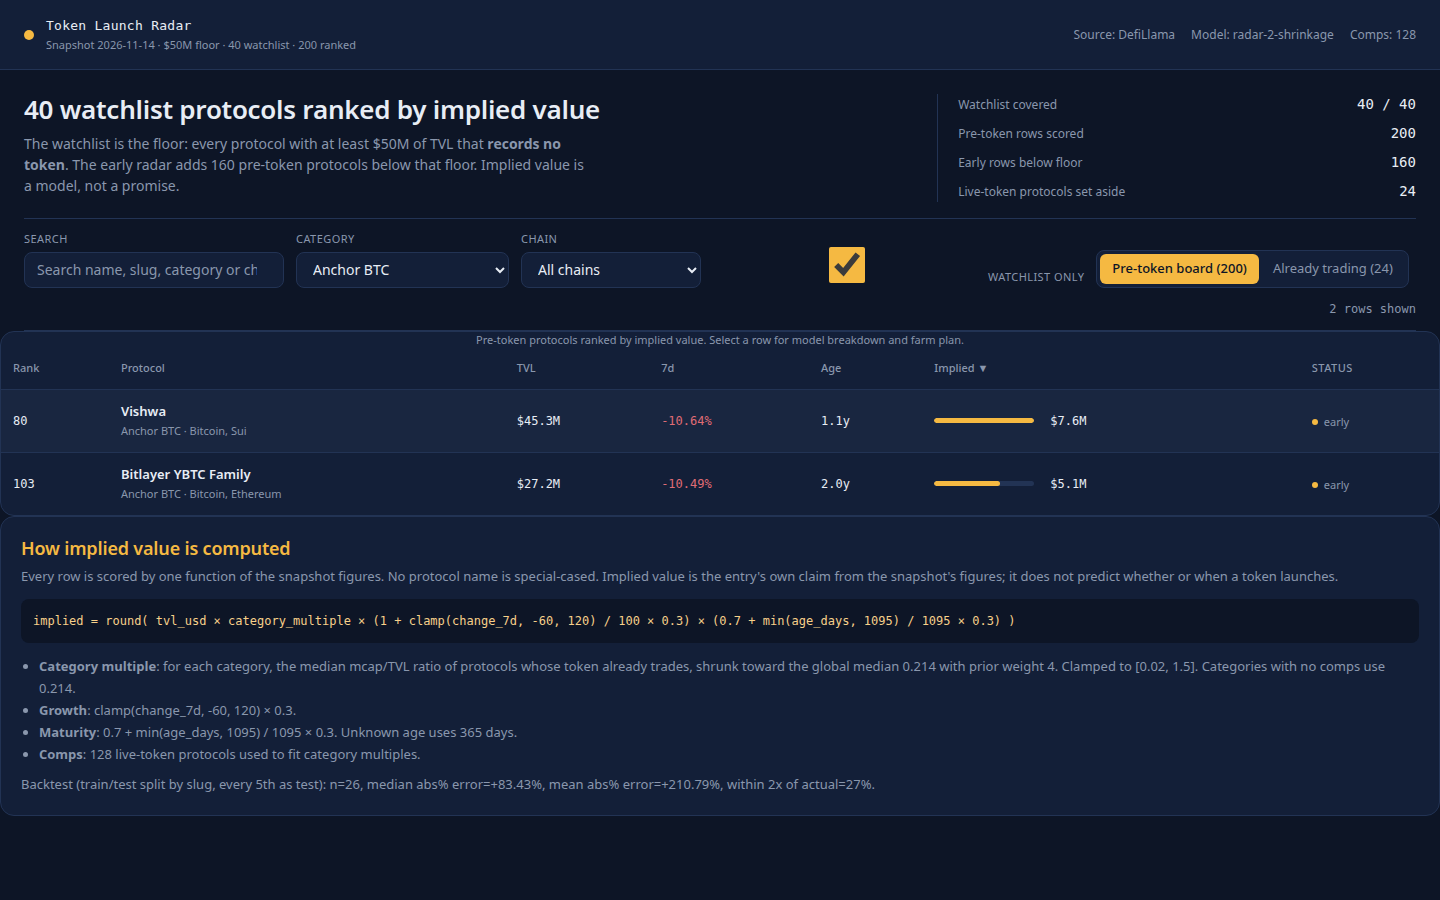 Token Launch Radar
Snapshot 2026-11-14 · $50M floor · 40 watchlist · 200 ranked
Source: DefiLlama Model: radar-2-shrinkage Comps: 128
40 watchlist protocols ranked by implied value
The watchlist is the floor: every protocol with at least $50M of TVL that records no
token. The early radar adds 160 pre-token protocols below that floor. Implied value is
a model, not a promise.
Watchlist covered 40 / 40
Pre-token rows scored 200
Early rows below floor 160
Live-token protocols set aside 24
SEARCH
Search name, slug, category or ch
CATEGORY
Anchor BTC
CHAIN
All chains
WATCHLIST ONLY
Pre-token board (200) Already trading (24)
2 rows shown
Pre-token protocols ranked by implied value. Select a row for model breakdown and farm plan.
Rank Protocol TVL 7d Age Implied ▼ STATUS
80 Vishwa $45.3M -10.64% 1.1y $7.6M early
Anchor BTC · Bitcoin, Sui
103 Bitlayer YBTC Family $27.2M -10.49% 2.0y $5.1M early
Anchor BTC · Bitcoin, Ethereum
How implied value is computed
Every row is scored by one function of the snapshot figures. No protocol name is special-cased. Implied value is the entry's own claim from the snapshot's figures; it does not predict whether or when a token launches.
implied = round( tvl_usd × category_multiple × (1 + clamp(change_7d, -60, 120) / 100 × 0.3) × (0.7 + min(age_days, 1095) / 1095 × 0.3) )
• Category multiple: for each category, the median mcap/TVL ratio of protocols whose token already trades, shrunk toward the global median 0.214 with prior weight 4. Clamped to [0.02, 1.5]. Categories with no comps use
0.214.
• Growth: clamp(change_7d, -60, 120) × 0.3.
• Maturity: 0.7 + min(age_days, 1095) / 1095 × 0.3. Unknown age uses 365 days.
• Comps: 128 live-token protocols used to fit category multiples.
Backtest (train/test split by slug, every 5th as test): n=26, median abs% error=+83.43%, mean abs% error=+210.79%, within 2x of actual=27%.